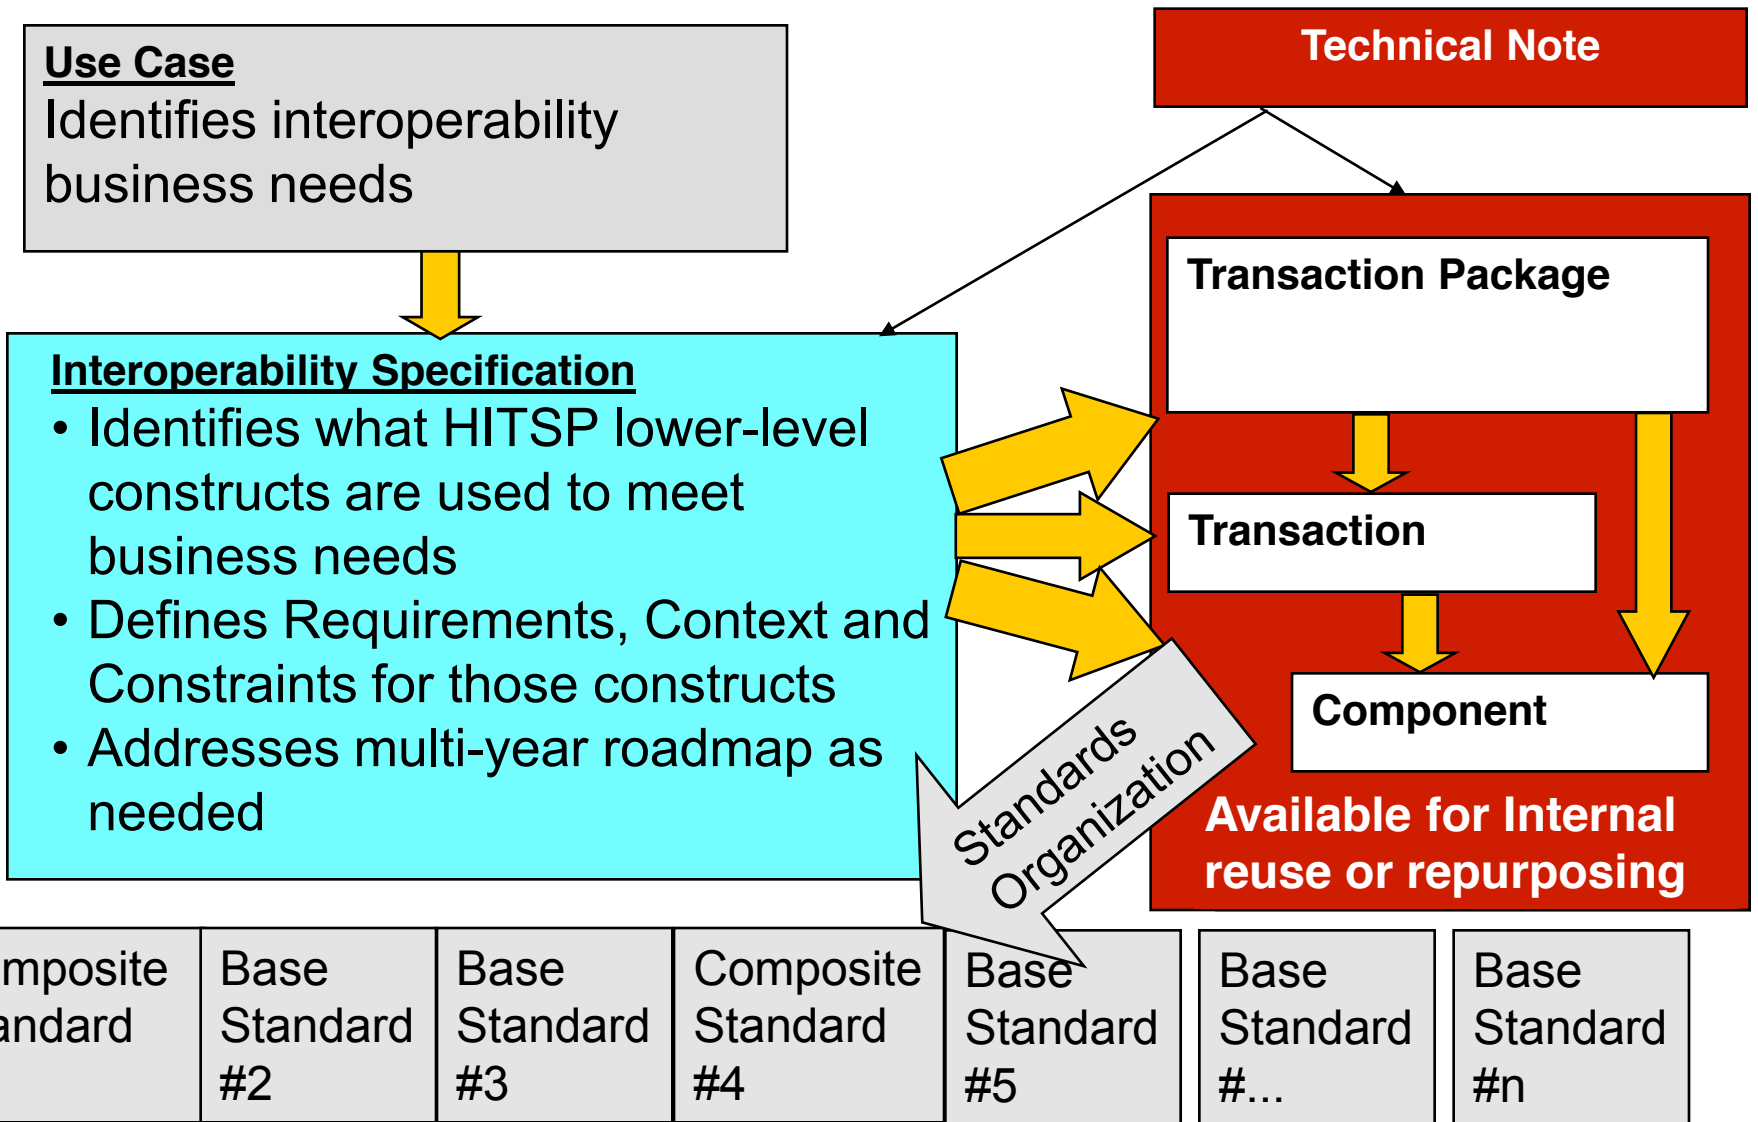 Use Case
Identifies interoperability
business needs
Technical Note
Interoperability Specification
• Identifies what HITSP lower-level
constructs are used to meet
business needs
• Defines Requirements, Context and
Constraints for those constructs
• Addresses multi-year roadmap as
needed
Transaction Package
Transaction
Component
Available for Internal
reuse or repurposing
Standards
Organization
mposite
andard
Base
Standard
#2
Base
Standard
#3
Composite
Standard
#4
Base
Standard
#5
Base
Standard
#...
Base
Standard
#n